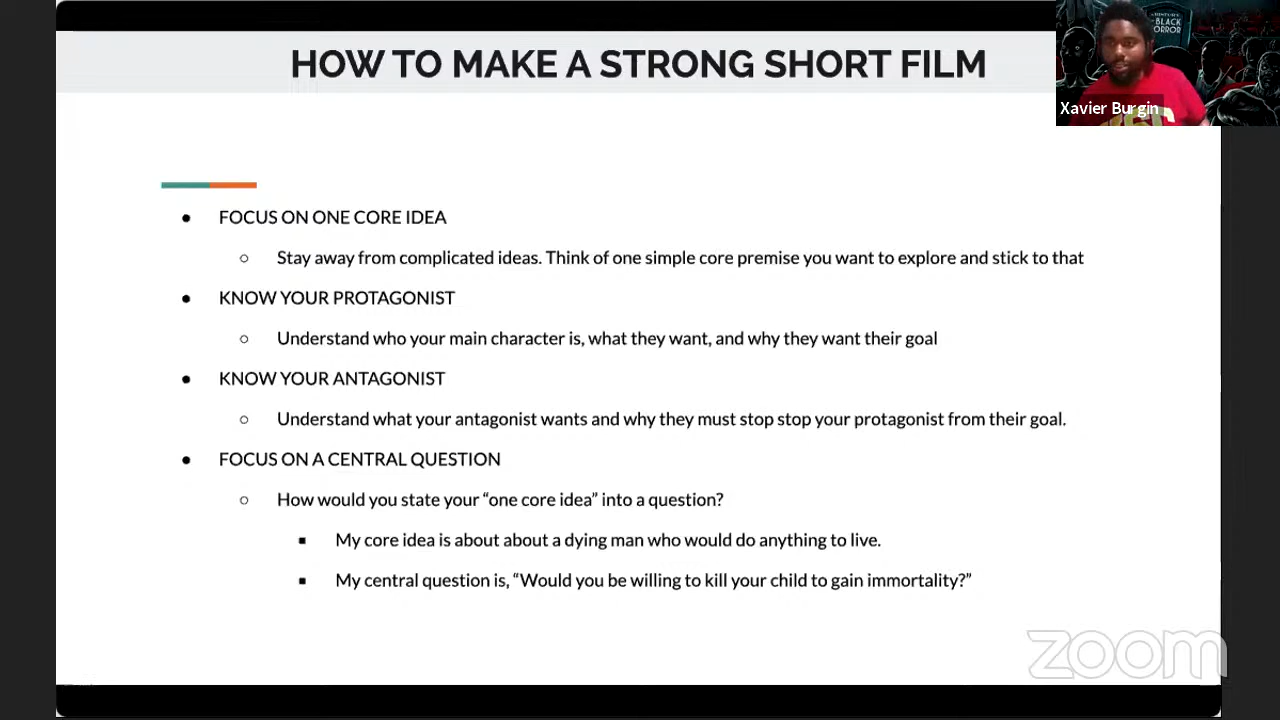 HOW TO MAKE A STRONG SHORT FILM
BLACK
HORROR
Xavier Burgin
● FOCUS ON ONE CORE IDEA
○ Stay away from complicated ideas. Think of one simple core premise you want to explore and stick to that
● KNOW YOUR PROTAGONIST
○ Understand who your main character is, what they want, and why they want their goal
● KNOW YOUR ANTAGONIST
○ Understand what your antagonist wants and why they must stop stop your protagonist from their goal.
● FOCUS ON A CENTRAL QUESTION
○ How would you state your “one core idea” into a question?
■ My core idea is about about a dying man who would do anything to live.
■ My central question is, “Would you be willing to kill your child to gain immortality?”
zoom